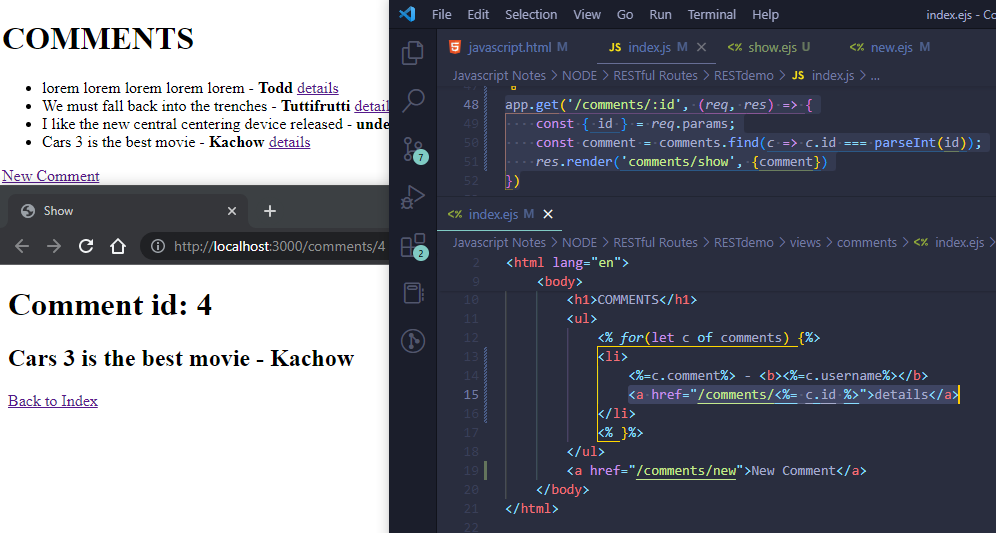 COMMENTS
lorem lorem lorem lorem lorem - Todd details
We must fall back into the trenches - Tuttifrutti detai
I like the new central centering device released - unde
Cars 3 is the best movie - Kachow details
New Comment
Show
http://localhost:3000/comments/4
Comment id: 4
Cars 3 is the best movie - Kachow
Back to Index
File Edit Selection View Go Run Terminal Help index.ejs - Co
7
2
javascript.html M JS index.js M <% show.ejs U <% new.ejs M
Javascript Notes > NODE > RESTful Routes > RESTdemo > JS index.js > ...
48 app.get('/comments/:id', (req, res) => {
49 const { id } = req.params;
50 const comment = comments.find(c => c.id === parseInt(id));
51 res.render('comments/show', {comment})
52 })
<% index.ejs M
Javascript Notes > NODE > RESTful Routes > RESTdemo > views > comments > <% index.ejs >
2 <html lang="en">
9 <body>
10 <h1>COMMENTS</h1>
11 <ul>
12 <% for(let c of comments) {%>
13 <li>
14 <%=c.comment%> - <b><%=c.username%></b>
15 <a href="/comments/<%= c.id %>">details</a>
16 </li>
17 <% }%>
18 </ul>
19 <a href="/comments/new">New Comment</a>
20 </body>
21 </html>
22